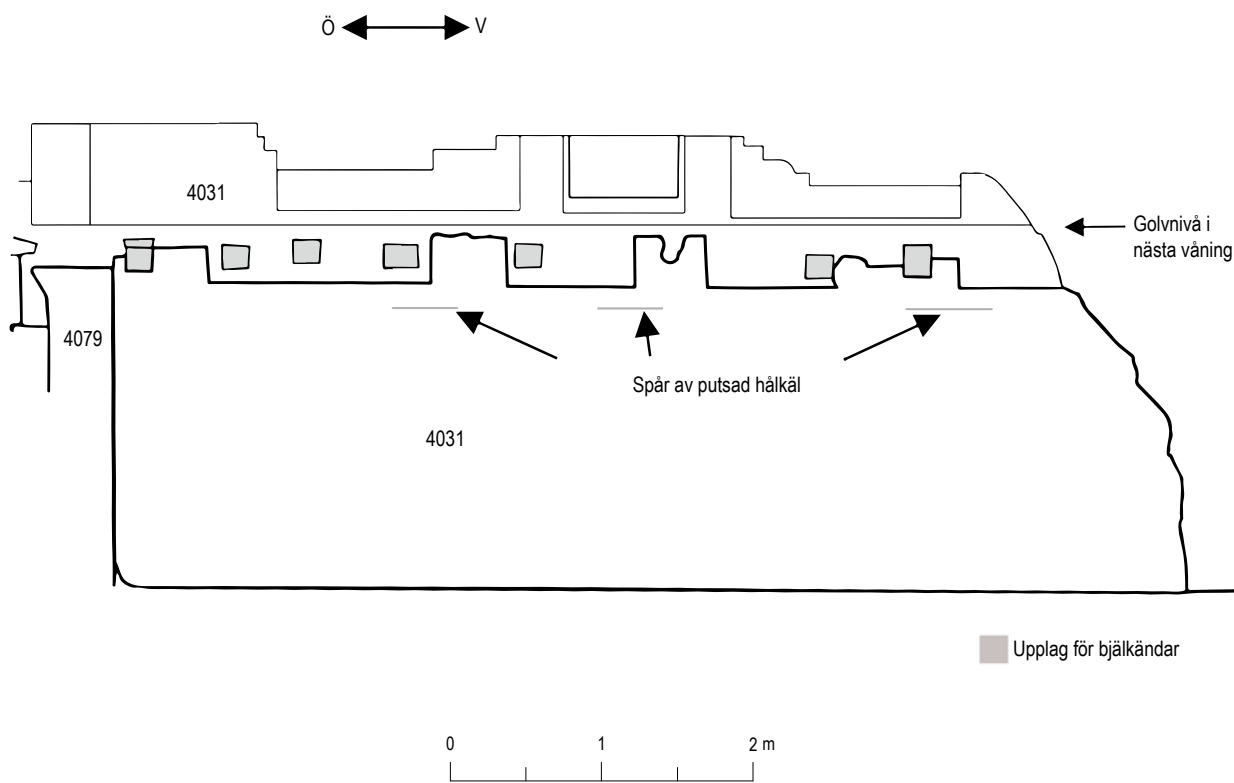 Ö V
4031
Golvnivå i
nästa våning
4079
Spår av putsad hålkäl
4031
Upplag för bjälkändar
0 1 2 m